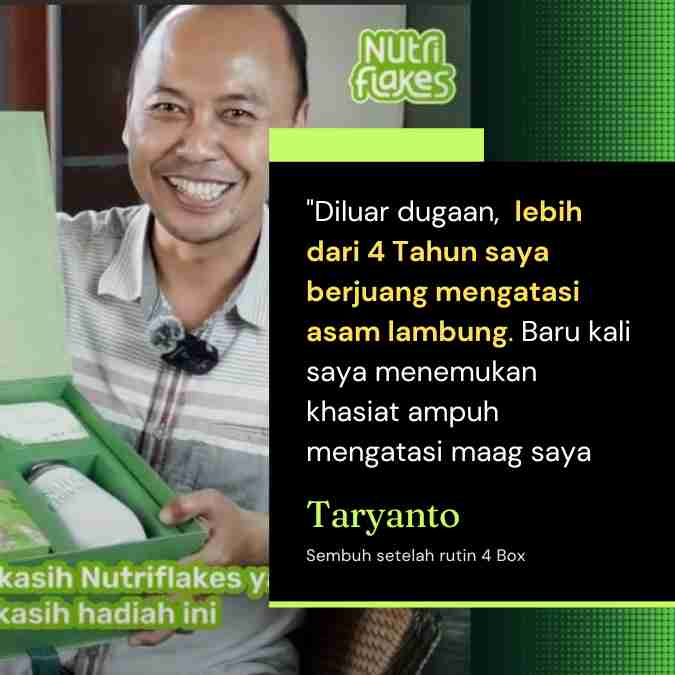 Nutri
flakes
"Diluar dugaan, lebih
dari 4 Tahun saya
berjuang mengatasi
asam lambung. Baru kali
saya menemukan
khasiat ampuh
mengatasi maag saya
Taryanto
Sembuh setelah rutin 4 Box
kasih Nutriflakes y
kasih hadiah ini